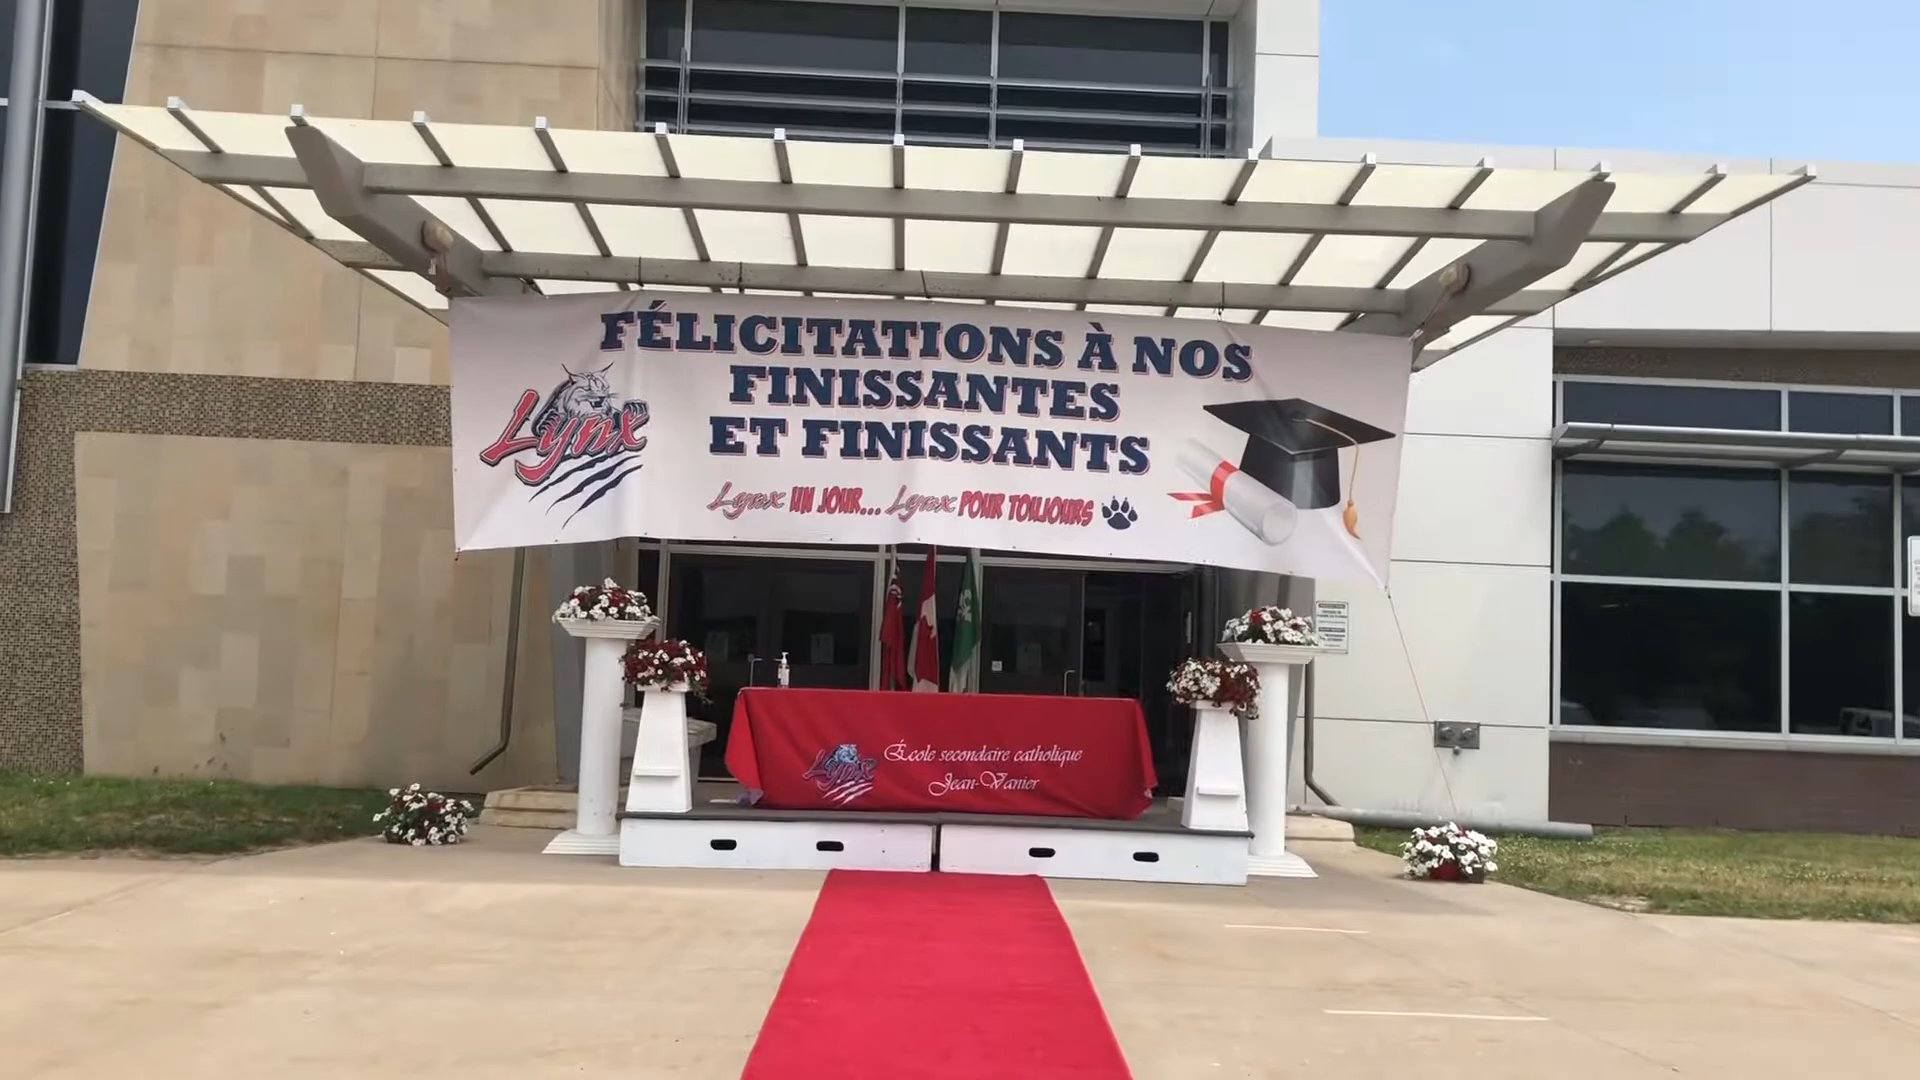 FÉLICITATIONS À NOS
FINISSANTES
ET FINISSANTS
Lynx
Lynx UN JOUR... Lynx POUR TOUJOURS
Lynx
École secondaire catholique
Jean-Vanier